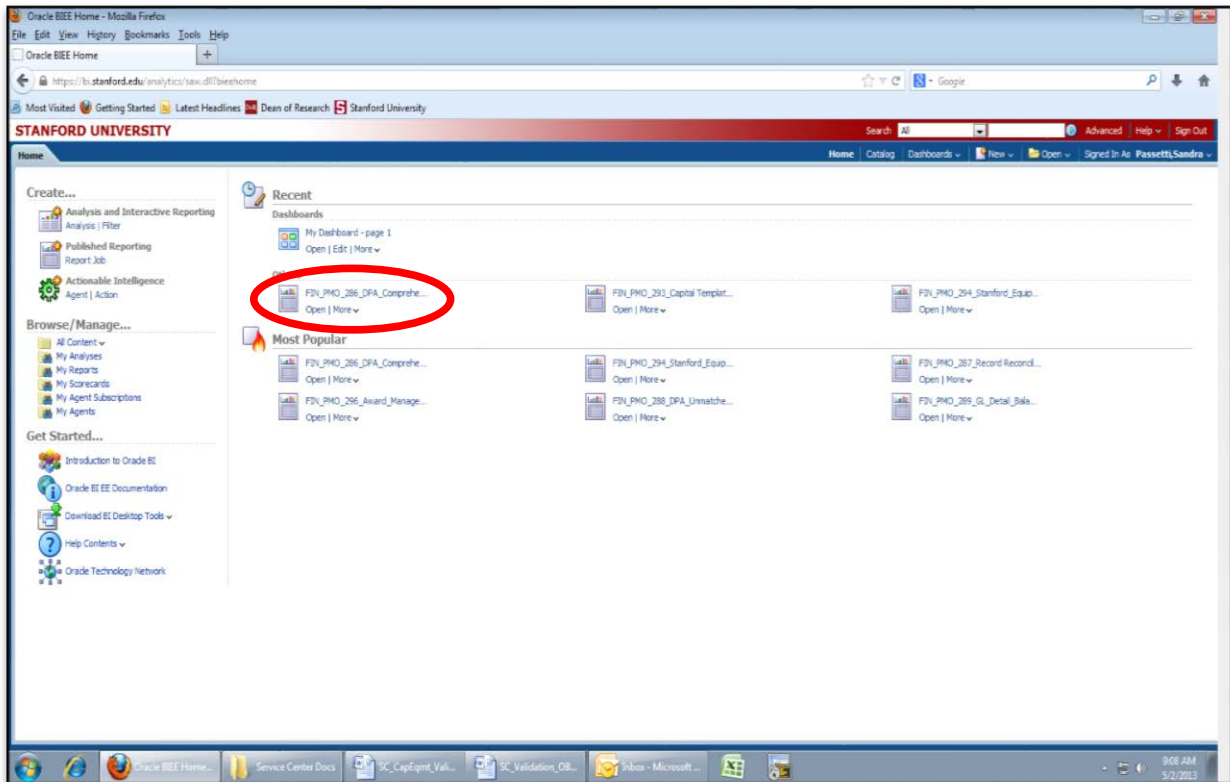 Oracle BIEE Home - Mozilla Firefox
File Edit View History Bookmarks Tools Help
Oracle BIEE Home +
https://bi.stanford.edu/analytics/saw.dll?bieehome
Google
Most Visited Getting Started Latest Headlines Dean of Research Stanford University
STANFORD UNIVERSITY
Search All Advanced Help Sign Out
Home
Home Catalog Dashboards New Open Signed In As Passetti,Sandra
Create...
Analysis and Interactive Reporting
Analysis | Filter
Published Reporting
Report Job
Actionable Intelligence
Agent | Action
Browse/Manage...
All Content
My Analyses
My Reports
My Scorecards
My Agent Subscriptions
My Agents
Get Started...
Introduction to Oracle BI
Oracle BI EE Documentation
Download BI Desktop Tools
Help Contents
Oracle Technology Network
Recent
Dashboards
My Dashboard - page 1
Open | Edit | More
FIN_PMO_286_DPA_Comprehe... FIN_PMO_293_Capital Templat... FIN_PMO_294_Stanford_Equip...
Open | More Open | More Open | More
Most Popular
FIN_PMO_286_DPA_Comprehe... FIN_PMO_294_Stanford_Equip... FIN_PMO_287_Record Reconcil...
Open | More Open | More Open | More
FIN_PMO_296_Award_Manage... FIN_PMO_288_DPA_Unmatche... FIN_PMO_289_GL_Detail_Bala...
Open | More Open | More Open | More
Oracle BIEE Home... Service Center Docs SC_CapEqmt_Vali... SC_Validation_OB... Inbox - Microsoft ...
9:08 AM
5/2/2013